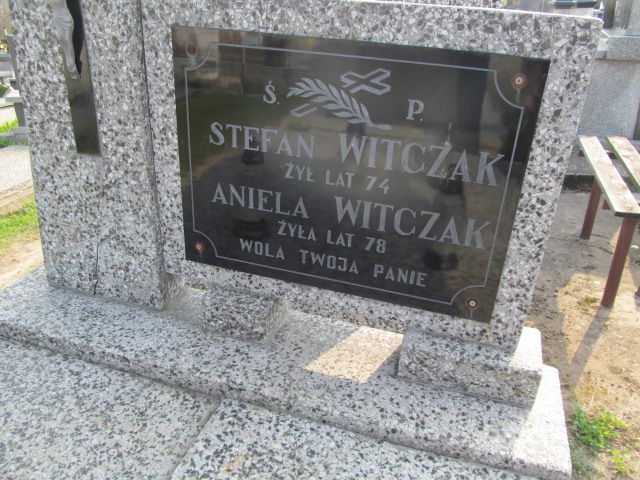 Ś. P.
STEFAN WITCZAK
ŻYŁ LAT 74
ANIELA WITCZAK
ŻYŁA LAT 78
WOLA TWOJA PANIE